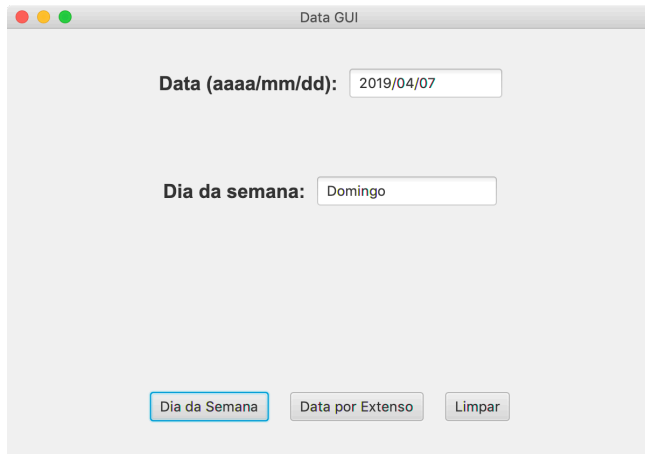 Data GUI
Data (aaaa/mm/dd): 2019/04/07
Dia da semana: Domingo
Dia da Semana Data por Extenso Limpar